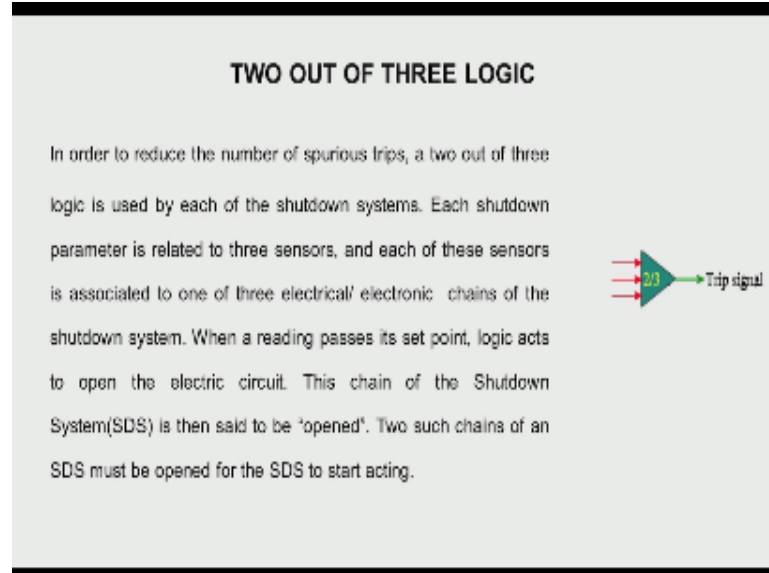 TWO OUT OF THREE LOGIC
In order to reduce the number of spurious trips, a two out of three
logic is used by each of the shutdown systems. Each shutdown
parameter is related to three sensors, and each of these sensors
is associated to one of three electrical/ electronic chains of the
shutdown system. When a reading passes its set point, logic acts
to open the electric circuit. This chain of the Shutdown
System(SDS) is then said to be "opened". Two such chains of an
SDS must be opened for the SDS to start acting.
2/3
Trip signal